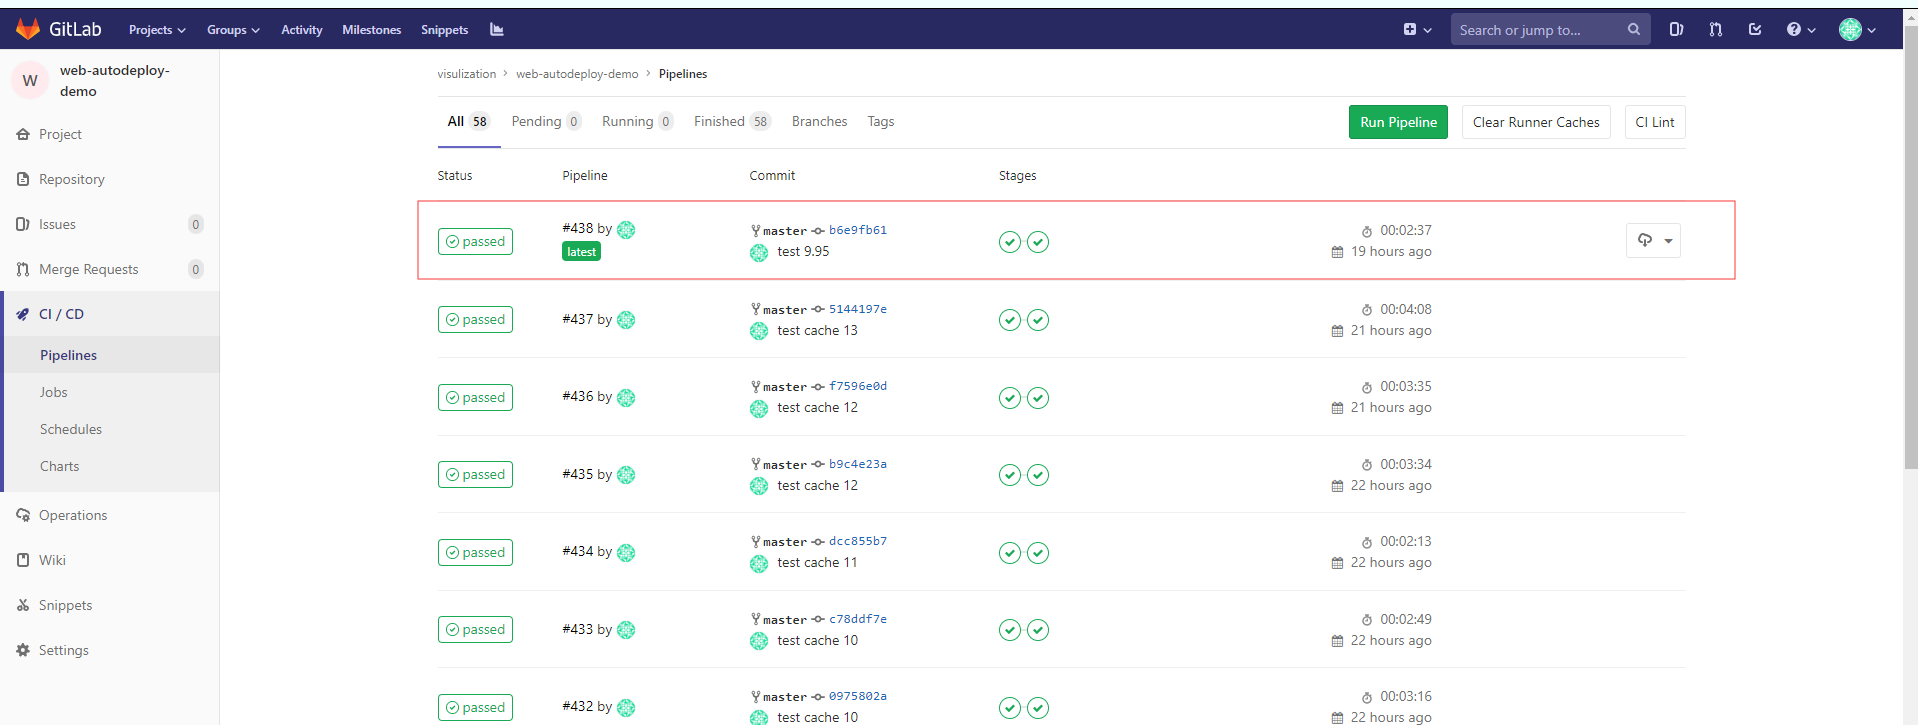 GitLab Projects Groups Activity Milestones Snippets Search or jump to...
W web-autodeploy-
demo
Project
Repository
Issues 0
Merge Requests 0
CI / CD
Pipelines
Jobs
Schedules
Charts
Operations
Wiki
Snippets
Settings
visulization › web-autodeploy-demo › Pipelines
All 58 Pending 0 Running 0 Finished 58 Branches Tags Run Pipeline Clear Runner Caches CI Lint
Status Pipeline Commit Stages
passed #438 by latest master b6e9fb61 test 9.95 00:02:37 19 hours ago
passed #437 by master 5144197e test cache 13 00:04:08 21 hours ago
passed #436 by master f7596e0d test cache 12 00:03:35 21 hours ago
passed #435 by master b9c4e23a test cache 12 00:03:34 22 hours ago
passed #434 by master dcc855b7 test cache 11 00:02:13 22 hours ago
passed #433 by master c78ddf7e test cache 10 00:02:49 22 hours ago
passed #432 by master 0975802a test cache 10 00:03:16 22 hours ago